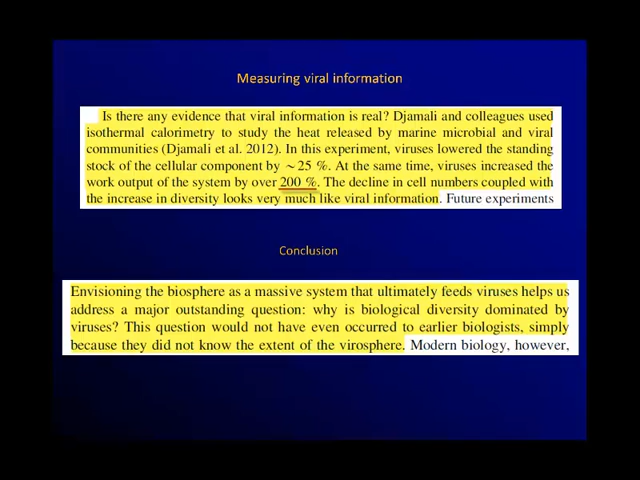 Measuring viral information
Is there any evidence that viral information is real? Djamali and colleagues used
isothermal calorimetry to study the heat released by marine microbial and viral
communities (Djamali et al. 2012). In this experiment, viruses lowered the standing
stock of the cellular component by ~25 %. At the same time, viruses increased the
work output of the system by over 200 %. The decline in cell numbers coupled with
the increase in diversity looks very much like viral information. Future experiments
Conclusion
Envisioning the biosphere as a massive system that ultimately feeds viruses helps us
address a major outstanding question: why is biological diversity dominated by
viruses? This question would not have even occurred to earlier biologists, simply
because they did not know the extent of the virosphere. Modern biology, however,